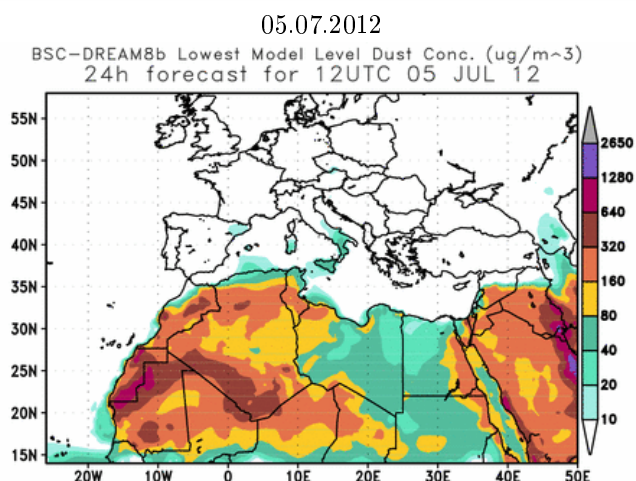 05.07.2012
BSC-DREAM8b Lowest Model Level Dust Conc. (ug/m^3)
24h forecast for 12UTC 05 JUL 12
55N
50N
45N
40N
35N
30N
25N
20N
15N
20W
10W
0
10E
20E
30E
40E
50E
2650
1280
640
320
160
80
40
20
10